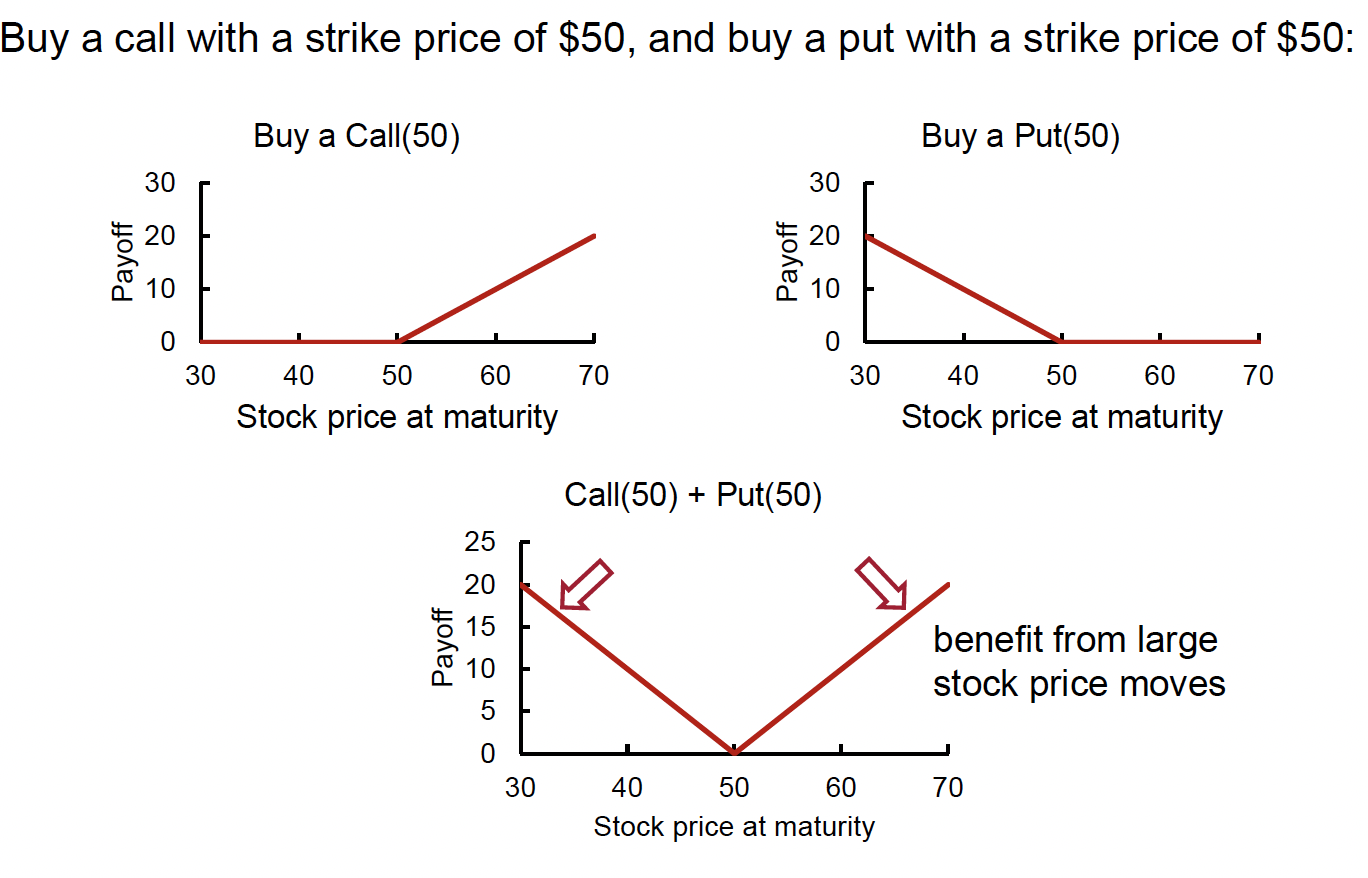 Buy a call with a strike price of $50, and buy a put with a strike price of $50:
Buy a Call(50)
30
20
10
0
Payoff
30 40 50 60 70
Stock price at maturity
Buy a Put(50)
30
20
10
0
Payoff
30 40 50 60 70
Stock price at maturity
Call(50) + Put(50)
25
20
15
10
5
0
Payoff
30 40 50 60 70
Stock price at maturity
benefit from large
stock price moves